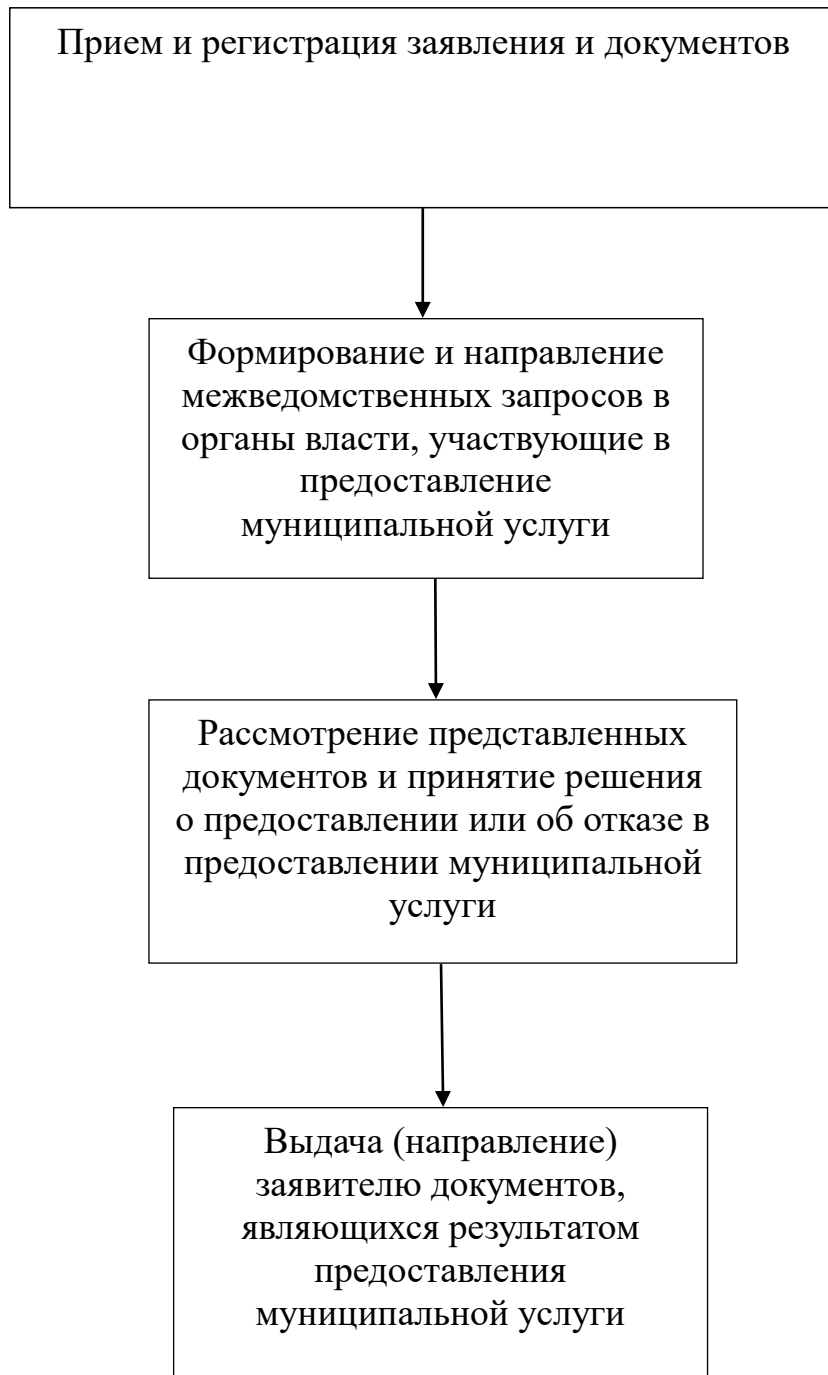 Прием и регистрация заявления и документов
Формирование и направление
межведомственных запросов в
органы власти, участвующие в
предоставление
муниципальной услуги
Рассмотрение представленных
документов и принятие решения
о предоставлении или об отказе в
предоставлении муниципальной
услуги
Выдача (направление)
заявителю документов,
являющихся результатом
предоставления
муниципальной услуги